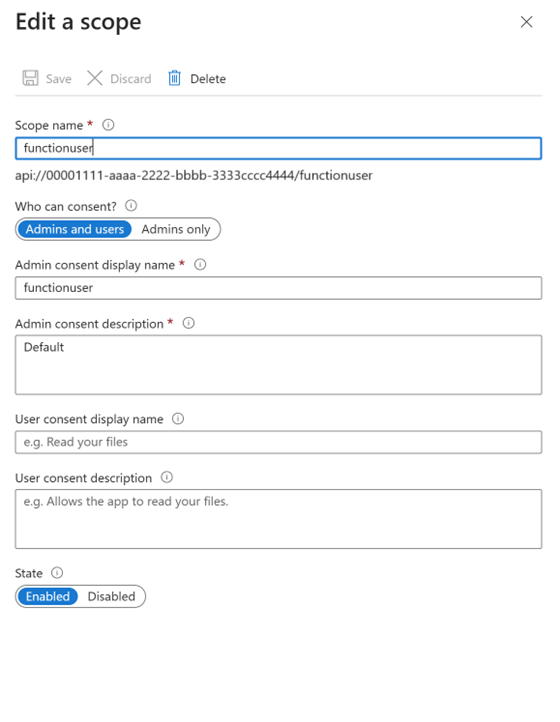 Edit a scope
Save Discard Delete
Scope name *
functionuser
api://00001111-aaaa-2222-bbbb-3333cccc4444/functionuser
Who can consent?
Admins and users Admins only
Admin consent display name *
functionuser
Admin consent description *
Default
User consent display name
e.g. Read your files
User consent description
e.g. Allows the app to read your files.
State
Enabled Disabled